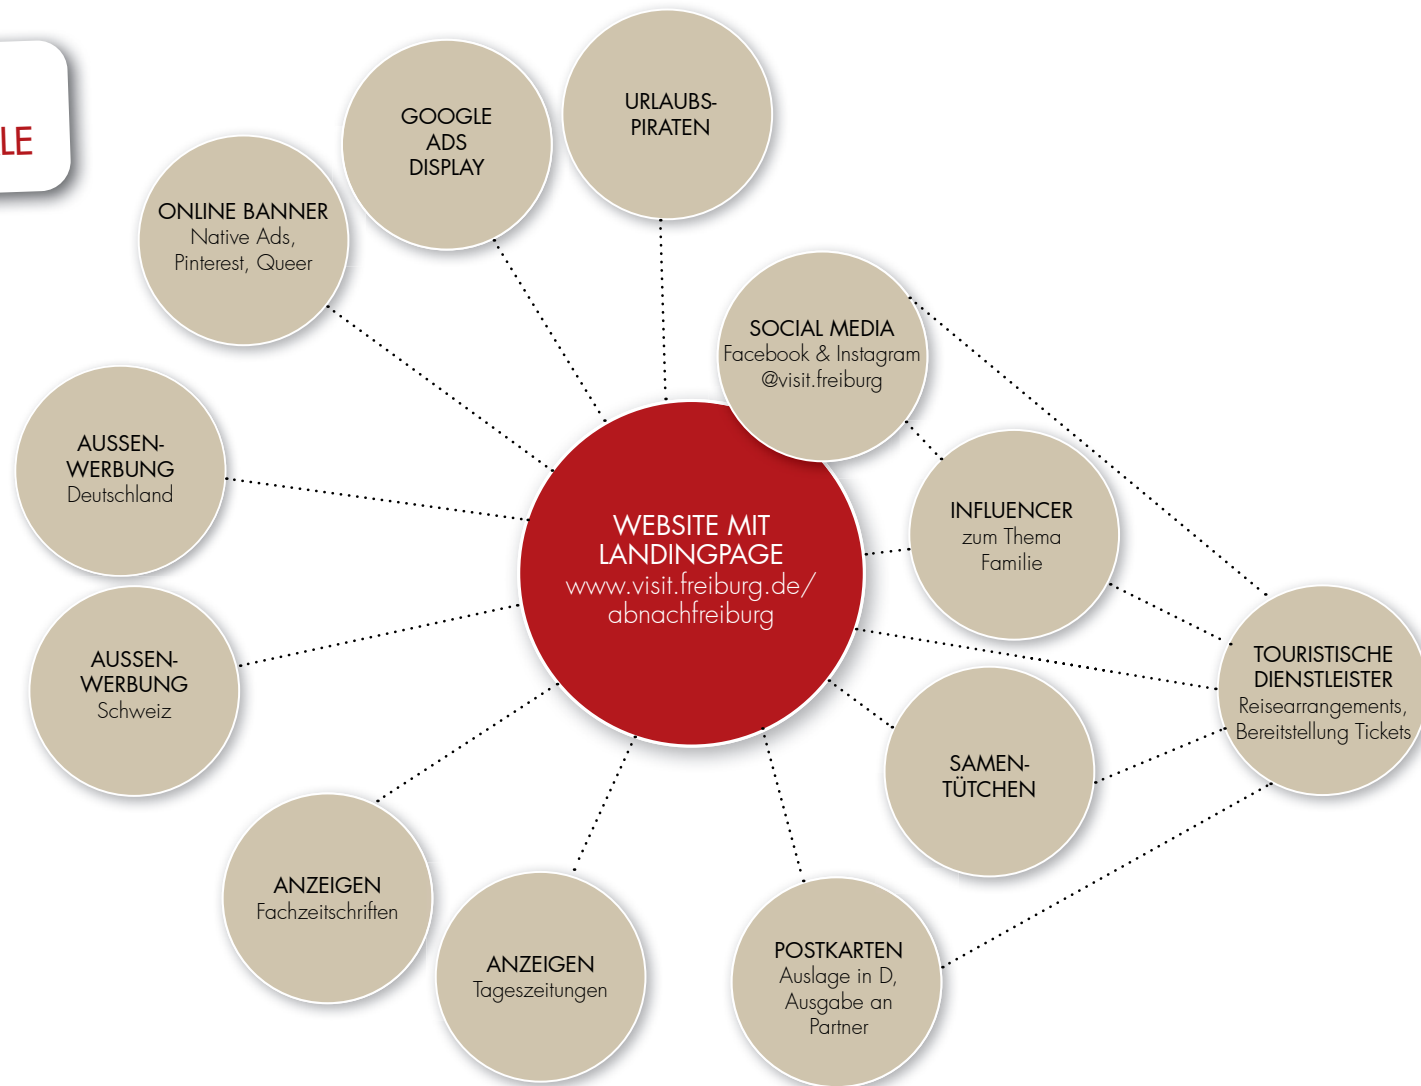 LE
URLAUBS-
PIRATEN
GOOGLE
ADS
DISPLAY
ONLINE BANNER
Native Ads,
Pinterest, Queer
SOCIAL MEDIA
Facebook & Instagram
@visit.freiburg
AUSSEN-
WERBUNG
Deutschland
INFLUENCER
zum Thema
Familie
WEBSITE MIT
LANDINGPAGE
www.visit.freiburg.de/
abnachfreiburg
AUSSEN-
WERBUNG
Schweiz
TOURISTISCHE
DIENSTLEISTER
Reisearrangements,
Bereitstellung Tickets
SAMEN-
TÜTCHEN
ANZEIGEN
Fachzeitschriften
ANZEIGEN
Tageszeitungen
POSTKARTEN
Auslage in D,
Ausgabe an
Partner